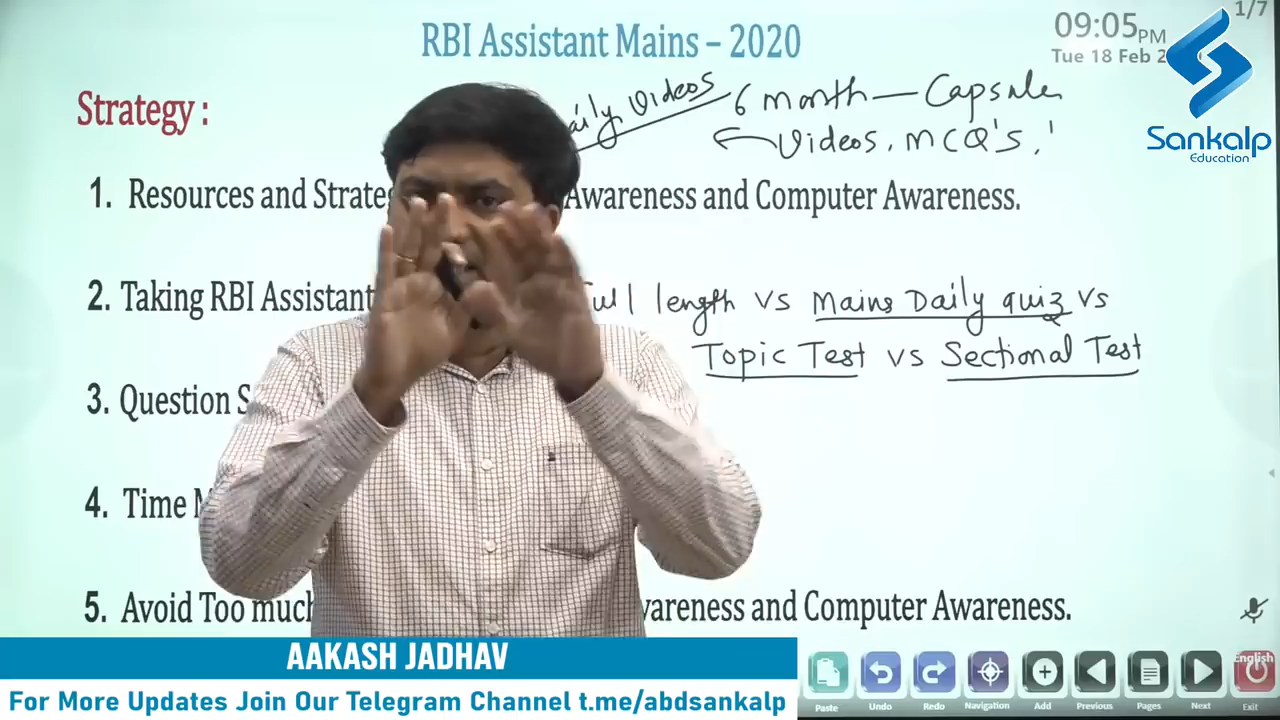 RBI Assistant Mains – 2020
1/7
09:05 PM
Tue 18 Feb 2
Sankalp
Education
Strategy :
Daily Videos 6 month — Capsule
Videos, MCQ's,
1. Resources and Strate Awareness and Computer Awareness.
2. Taking RBI Assistant Full length vs Mains Daily quiz vs
Topic Test vs Sectional Test
3. Question S
4. Time M
5. Avoid Too much wareness and Computer Awareness.
AAKASH JADHAV
For More Updates Join Our Telegram Channel t.me/abdsankalp
English
Paste Undo Redo Navigation Add Previous Pages Next Exit